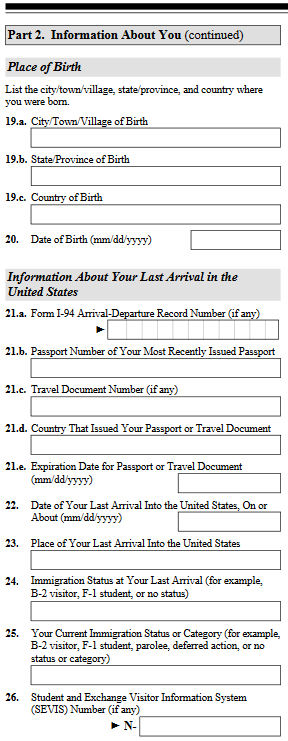 Part 2. Information About You (continued)
Place of Birth
List the city/town/village, state/province, and country where
you were born.
19.a. City/Town/Village of Birth
19.b. State/Province of Birth
19.c. Country of Birth
20. Date of Birth (mm/dd/yyyy)
Information About Your Last Arrival in the
United States
21.a. Form I-94 Arrival-Departure Record Number (if any)
►
21.b. Passport Number of Your Most Recently Issued Passport
21.c. Travel Document Number (if any)
21.d. Country That Issued Your Passport or Travel Document
21.e. Expiration Date for Passport or Travel Document
(mm/dd/yyyy)
22. Date of Your Last Arrival Into the United States, On or
About (mm/dd/yyyy)
23. Place of Your Last Arrival Into the United States
24. Immigration Status at Your Last Arrival (for example,
B-2 visitor, F-1 student, or no status)
25. Your Current Immigration Status or Category (for example,
B-2 visitor, F-1 student, parolee, deferred action, or no
status or category)
26. Student and Exchange Visitor Information System
(SEVIS) Number (if any)
► N-